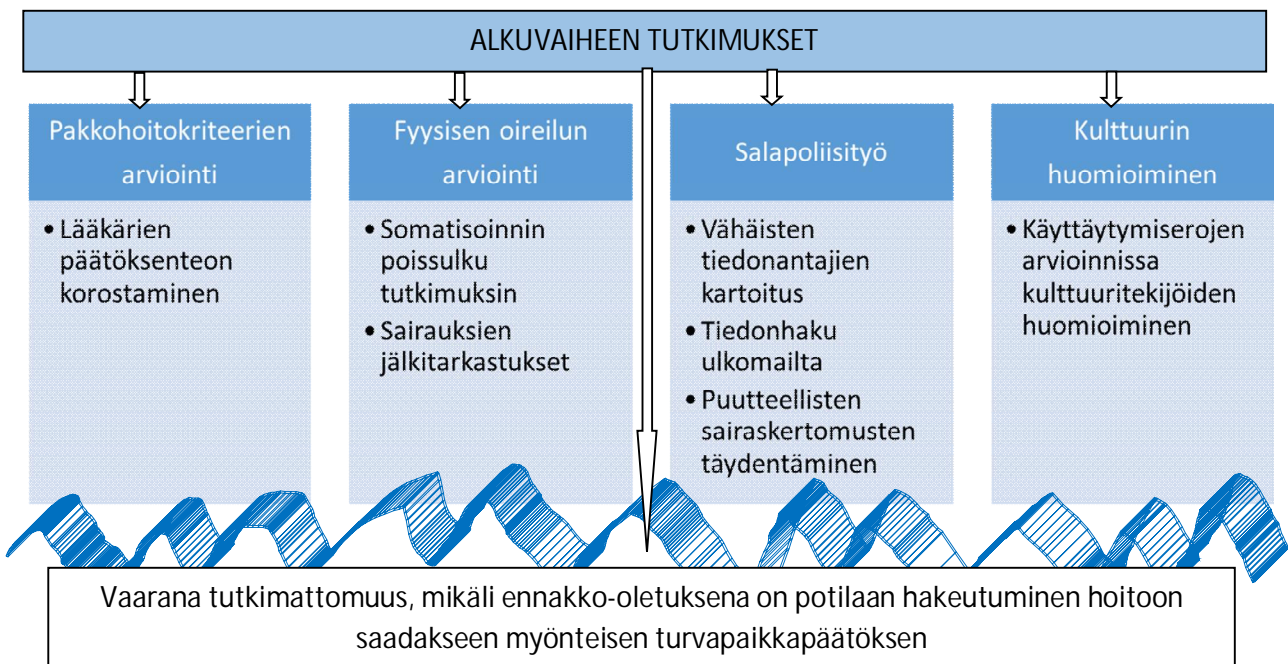 ALKUVAIHEEN TUTKIMUKSET
Pakkohoitokriteerien
arviointi
• Lääkärien
päätöksenteon
korostaminen
Fyysisen oireilun
arviointi
• Somatisoinnin
poissulku
tutkimuksin
• Sairauksien
jälkitarkastukset
Salapoliisityö
• Vähäisten
tiedonantajien
kartoitus
• Tiedonhaku
ulkomailta
• Puutteellisten
sairaskertomusten
täydentäminen
Kulttuurin
huomioiminen
• Käyttäytymiserojen
arvioinnissa
kulttuuritekijöiden
huomioiminen
Vaarana tutkimattomuus, mikäli ennakko-oletuksena on potilaan hakeutuminen hoitoon
saadakseen myönteisen turvapaikkapäätöksen